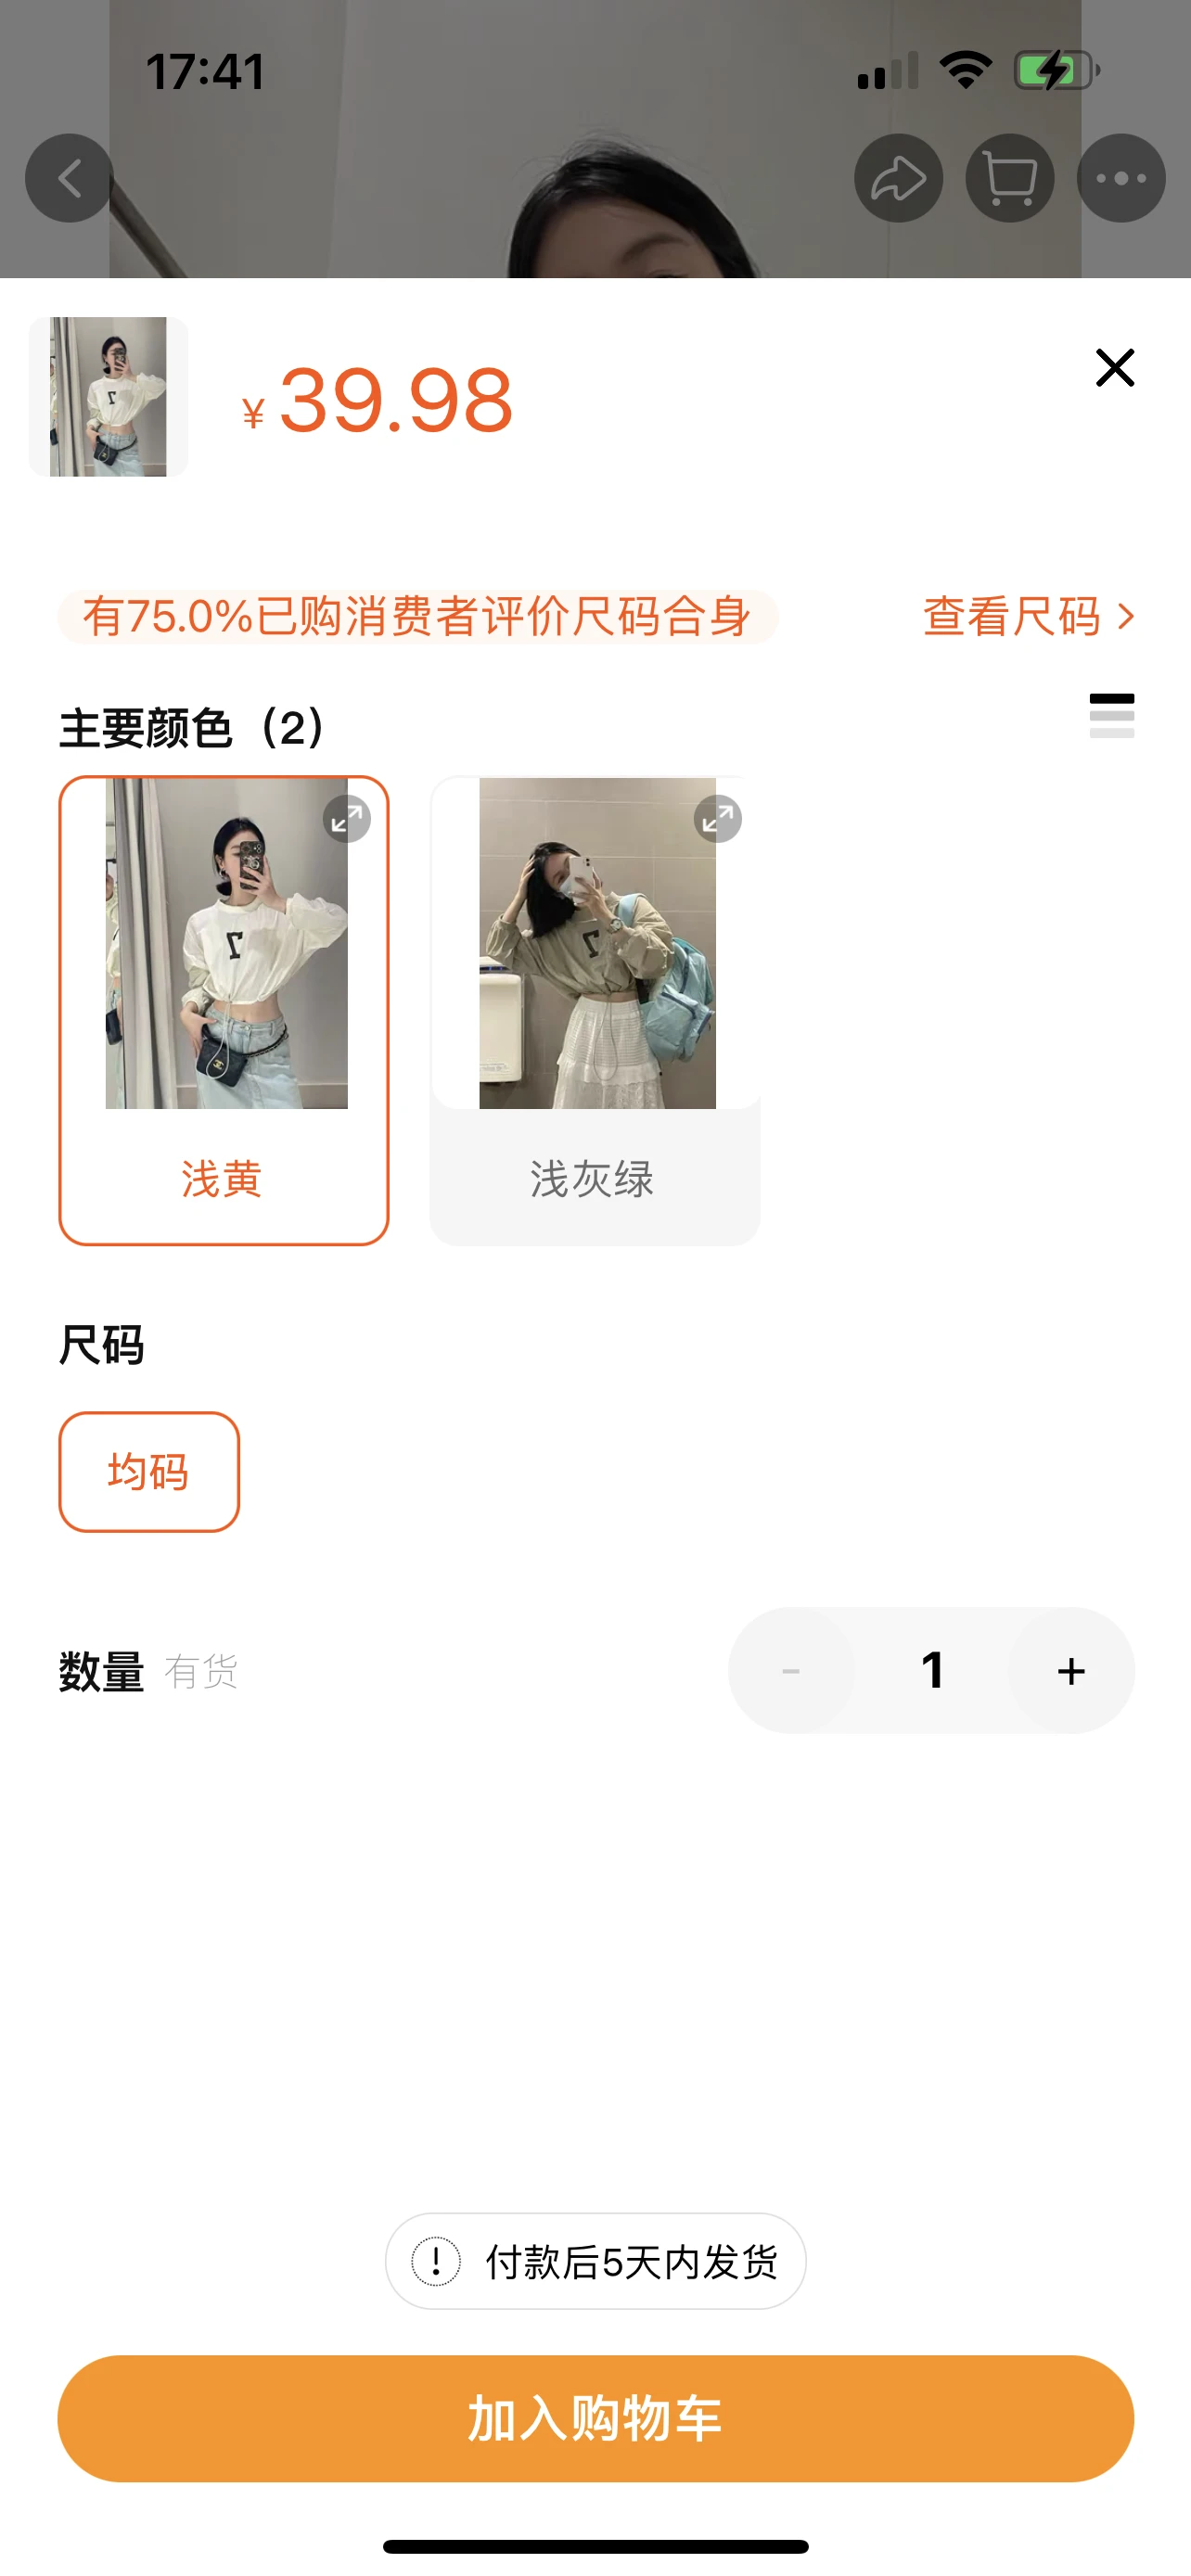 17:41
¥39.98
有75.0%已购消费者评价尺码合身
查看尺码
主要颜色（2）
浅黄
浅灰绿
尺码
均码
数量 有货
- 1 +
付款后5天内发货
加入购物车